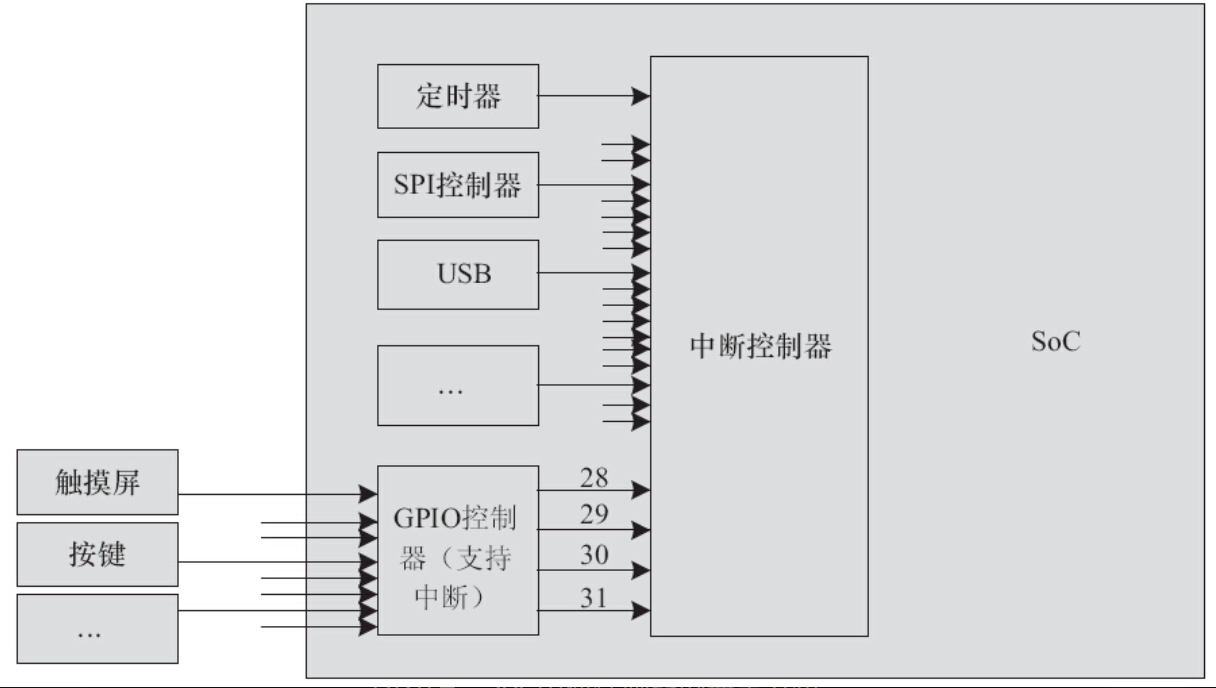 定时器
SPI控制器
USB
...
中断控制器
SoC
触摸屏
按键
...
GPIO控制
器（支持
中断）
28
29
30
31